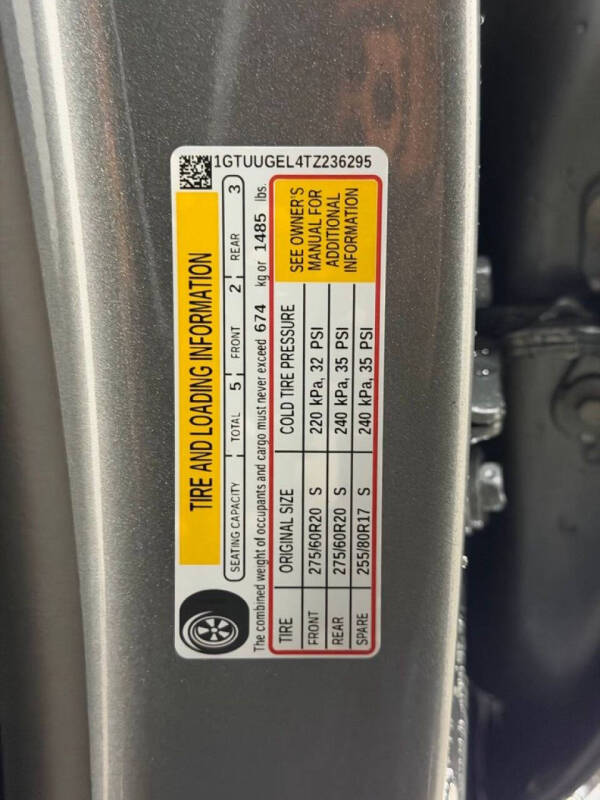 1GTUUGEL4TZ236295
TIRE AND LOADING INFORMATION
SEATING CAPACITY TOTAL 5 FRONT 2 REAR 3
The combined weight of occupants and cargo must never exceed 674 kg or 1485 lbs.
TIRE ORIGINAL SIZE COLD TIRE PRESSURE
FRONT 275/60R20 S 220 kPa, 32 PSI
REAR 275/60R20 S 240 kPa, 35 PSI
SPARE 255/80R17 S 240 kPa, 35 PSI
SEE OWNER'S
MANUAL FOR
ADDITIONAL
INFORMATION